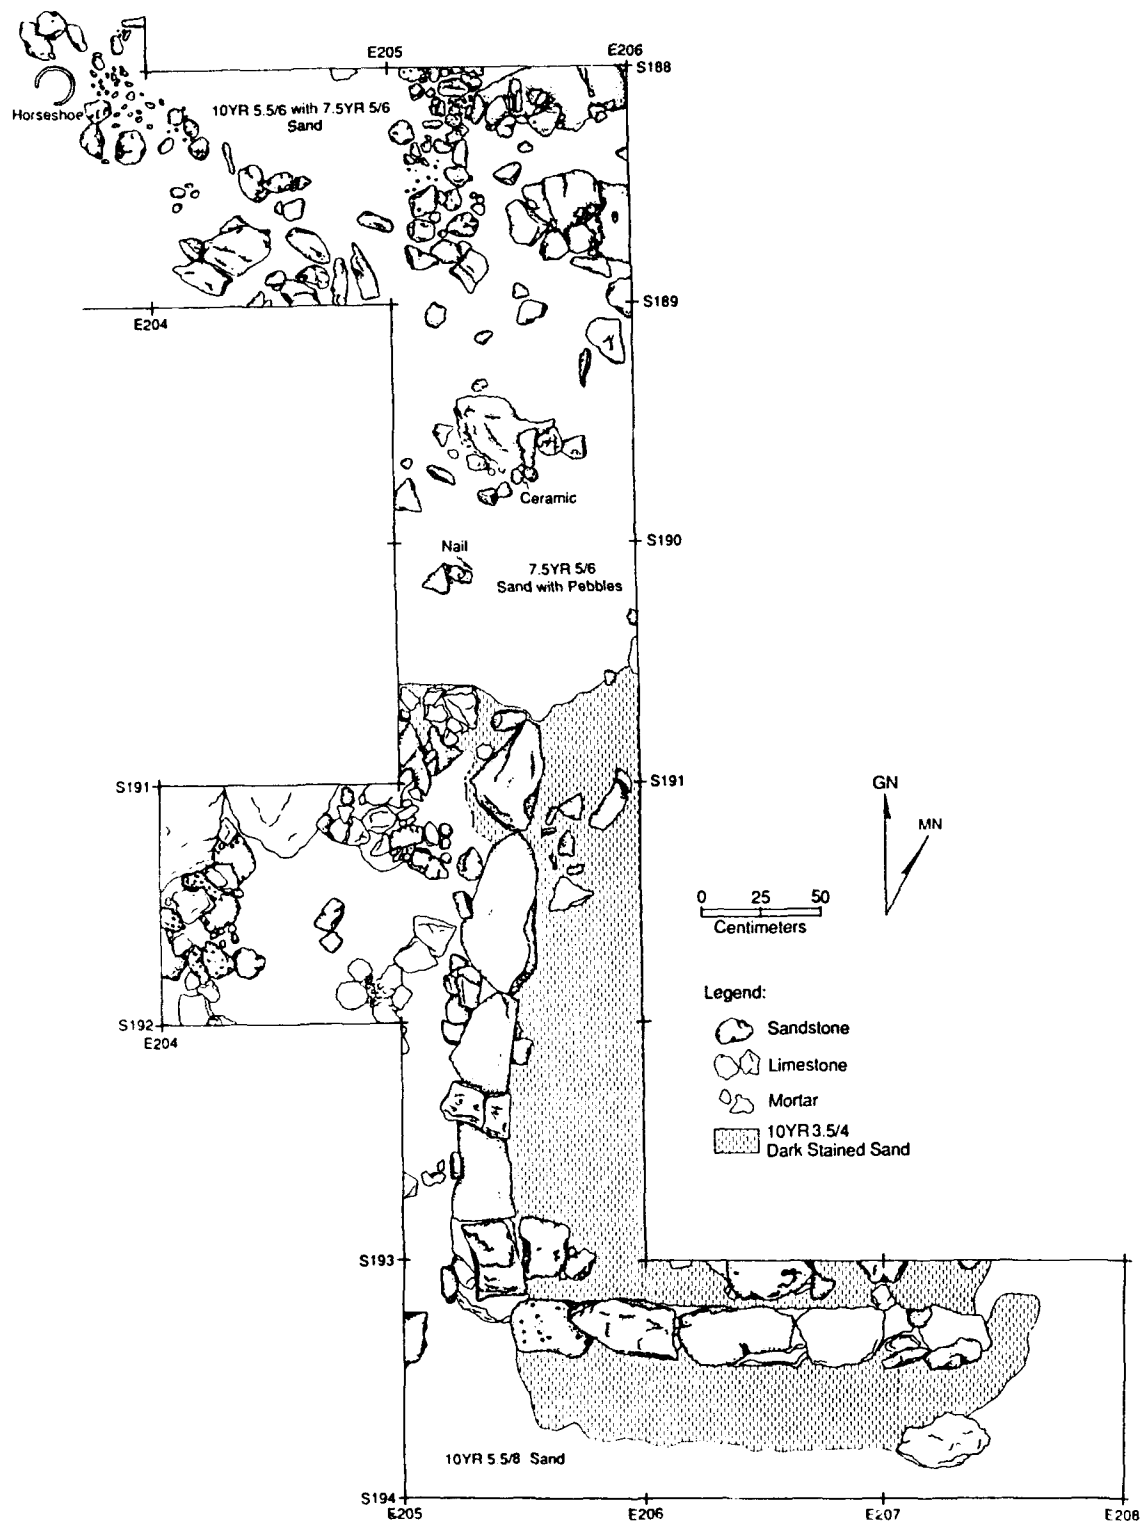 E205
E206
S188
Horseshoe
10YR 5.5/6 with 7.5YR 5/6
Sand
S189
E204
Ceramic
Nail
S190
7.5YR 5/6
Sand with Pebbles
S191
S191
GN
MN
0 25 50
Centimeters
Legend:
Sandstone
Limestone
Mortar
10YR 3.5/4
Dark Stained Sand
S192
E204
S193
10YR 5.5/8 Sand
S194
E205
E206
E207
E208